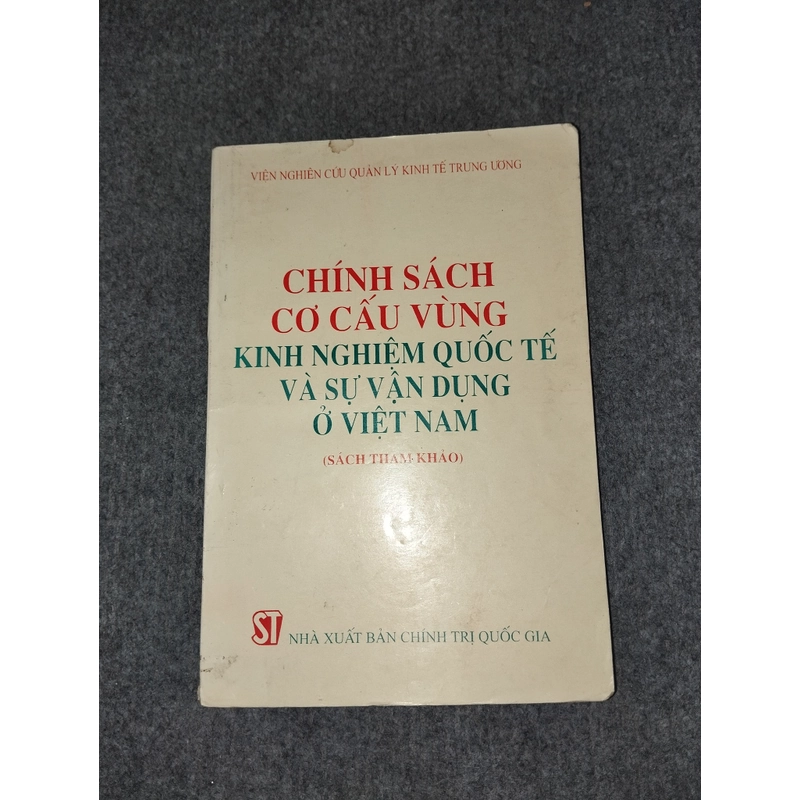 VIỆN NGHIÊN CỨU QUẢN LÝ KINH TẾ TRUNG ƯƠNG
CHÍNH SÁCH
CƠ CẤU VÙNG
KINH NGHIỆM QUỐC TẾ
VÀ SỰ VẬN DỤNG
Ở VIỆT NAM
(SÁCH THAM KHẢO)
ST NHÀ XUẤT BẢN CHÍNH TRỊ QUỐC GIA